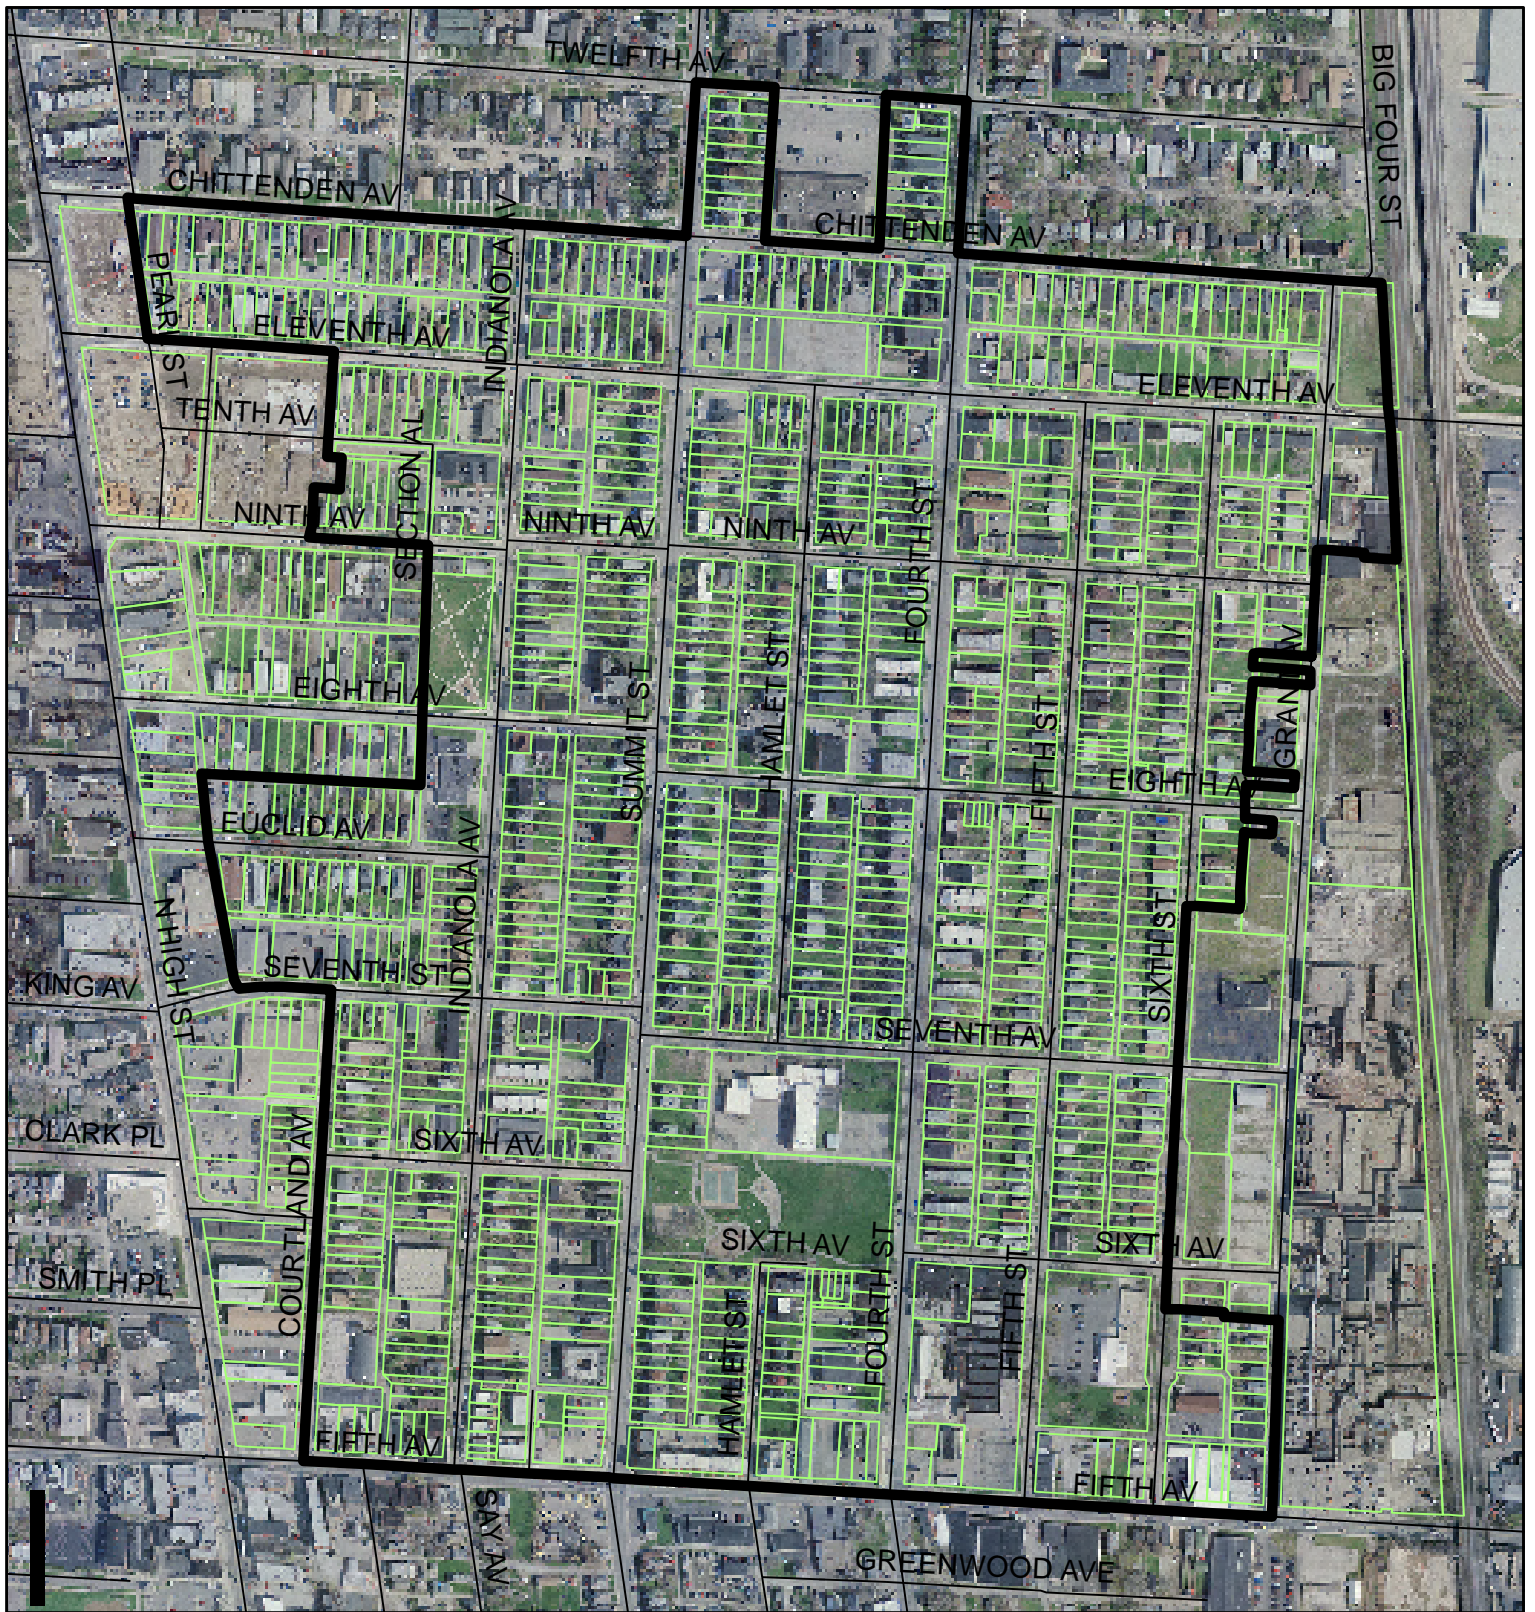 TWELFTH AV
BIG FOUR ST
CHITTENDEN AV
CHITTENDEN AV
INDIANOLA AV
PEARL ST
ELEVENTH AV
ELEVENTH AV
TENTH AV
SECTION AL
NINTH AV
NINTH AV
NINTH AV
FOURTH ST
HAMLET ST
SUMMIT ST
EIGHTH AV
FIFTH ST
EIGHTH AV
EUCLID AV
INDIANOLA AV
N HIGH ST
SIXTH ST
SEVENTH ST
KING AV
SEVENTH AV
CLARK PL
COURTLAND AV
SIXTH AV
SIXTH AV
SIXTH AV
FOURTH ST
FIFTH ST
SMITH PL
HAMLET ST
FIFTH AV
FIFTH AV
SAY AV
GREENWOOD AVE